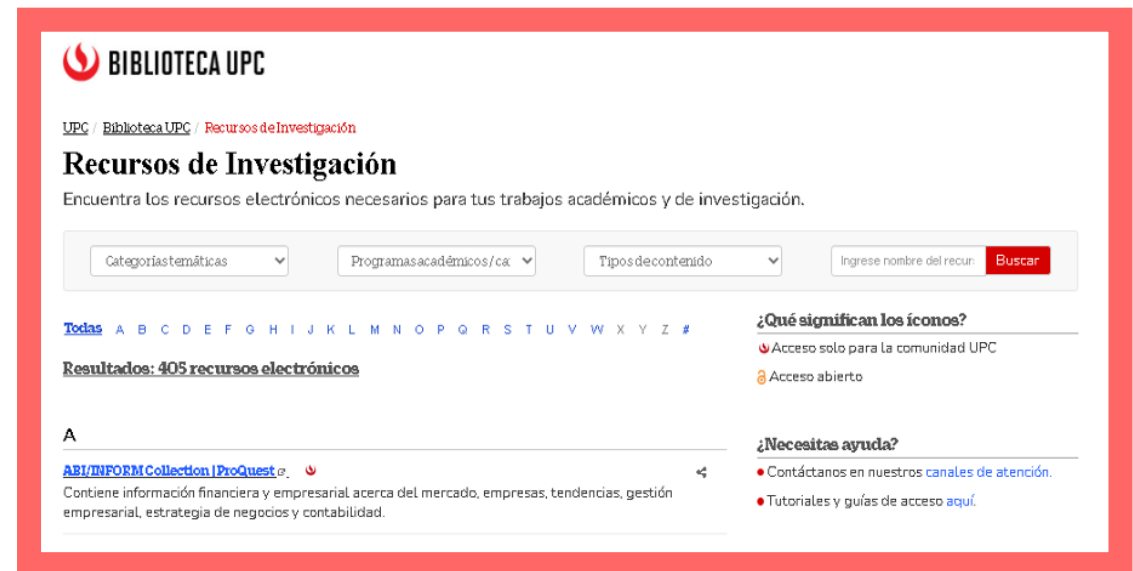 BIBLIOTECA UPC
UPC / Biblioteca UPC / Recursos de Investigación
Recursos de Investigación
Encuentra los recursos electrónicos necesarios para tus trabajos académicos y de investigación.
Categorías temáticas
Programas académicos/ca
Tipos de contenido
Ingrese nombre del recur
Buscar
Todas A B C D E F G H I J K L M N O P Q R S T U V W X Y Z #
Resultados: 405 recursos electrónicos
A
ABI/INFORM Collection | ProQuest
Contiene información financiera y empresarial acerca del mercado, empresas, tendencias, gestión
empresarial, estrategia de negocios y contabilidad.
¿Qué significan los íconos?
Acceso solo para la comunidad UPC
Acceso abierto
¿Necesitas ayuda?
Contáctanos en nuestros canales de atención.
Tutoriales y guías de acceso aquí.